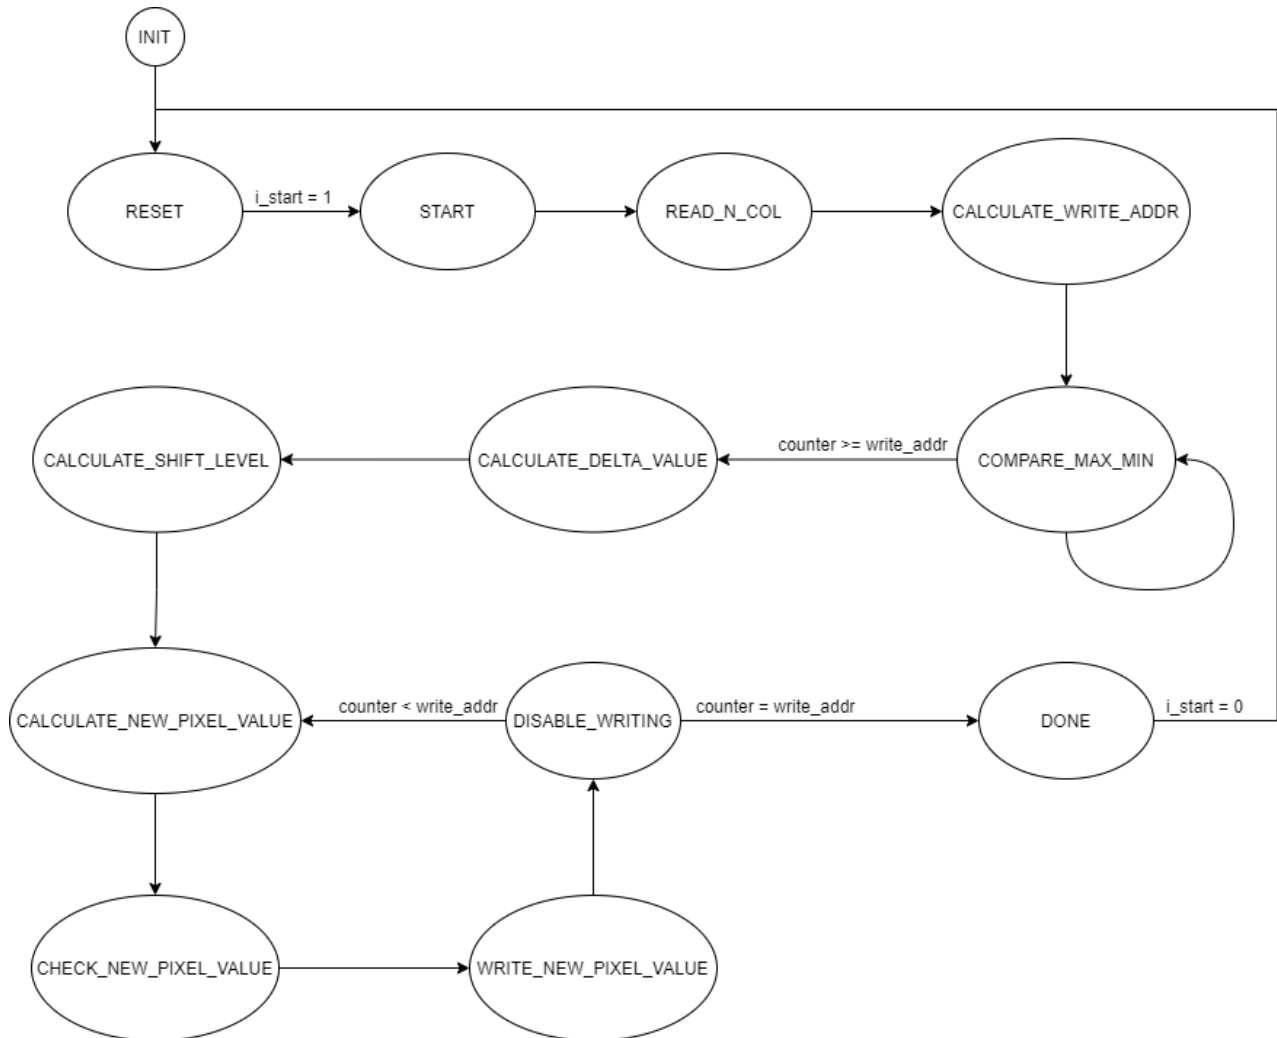 INIT
RESET
i_start = 1
START
READ_N_COL
CALCULATE_WRITE_ADDR
CALCULATE_SHIFT_LEVEL
CALCULATE_DELTA_VALUE
counter >= write_addr
COMPARE_MAX_MIN
CALCULATE_NEW_PIXEL_VALUE
counter < write_addr
DISABLE_WRITING
counter = write_addr
DONE
i_start = 0
CHECK_NEW_PIXEL_VALUE
WRITE_NEW_PIXEL_VALUE